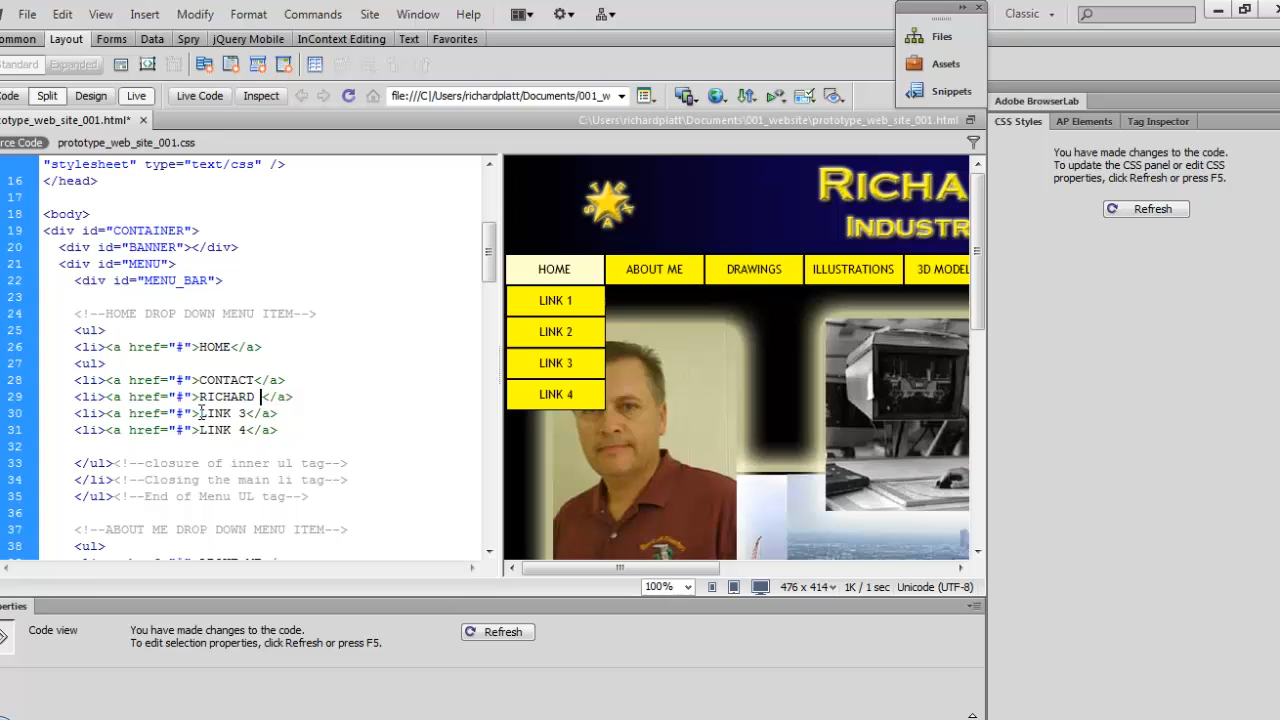 File Edit View Insert Modify Format Commands Site Window Help
Classic
ommon Layout Forms Data Spry jQuery Mobile InContext Editing Text Favorites
Standard Expanded
Files
Assets
Snippets
ode Split Design Live Live Code Inspect file:///C|/Users/richardplatt/Documents/001_w
ototype_web_site_001.html* C:\Users\richardplatt\Documents\001_website\prototype_web_site_001.html
urce Code prototype_web_site_001.css
Adobe BrowserLab
CSS Styles AP Elements Tag Inspector
You have made changes to the code.
To update the CSS panel or edit CSS
properties, click Refresh or press F5.
Refresh
"stylesheet" type="text/css" />
16 </head>
17
18 <body>
19 <div id="CONTAINER">
20 <div id="BANNER"></div>
21 <div id="MENU">
22 <div id="MENU_BAR">
23
24 <!--HOME DROP DOWN MENU ITEM-->
25 <ul>
26 <li><a href="#">HOME</a>
27 <ul>
28 <li><a href="#">CONTACT</a>
29 <li><a href="#">RICHARD </a>
30 <li><a href="#">LINK 3</a>
31 <li><a href="#">LINK 4</a>
32
33 </ul><!--closure of inner ul tag-->
34 </li><!--Closing the main li tag-->
35 </ul><!--End of Menu UL tag-->
36
37 <!--ABOUT ME DROP DOWN MENU ITEM-->
38 <ul>
STAR
RICHA
INDUSTR
HOME ABOUT ME DRAWINGS ILLUSTRATIONS 3D MODEL
LINK 1
LINK 2
LINK 3
LINK 4
100% 476 x 414 1K / 1 sec Unicode (UTF-8)
operties
Code view You have made changes to the code.
To edit selection properties, click Refresh or press F5.
Refresh